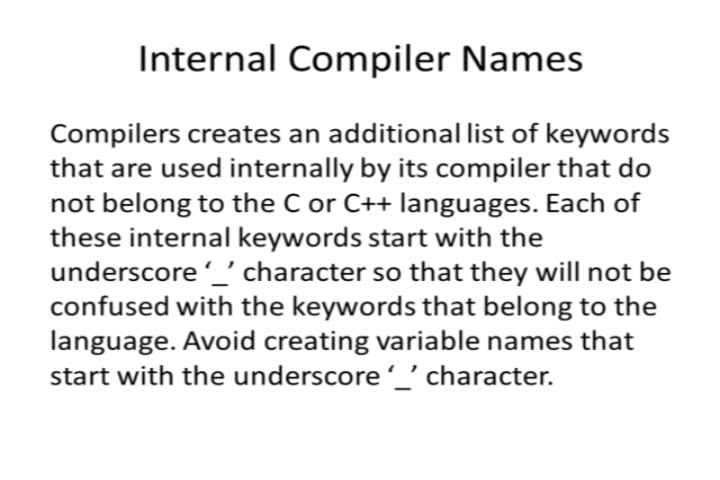 Internal Compiler Names
Compilers creates an additional list of keywords
that are used internally by its compiler that do
not belong to the C or C++ languages. Each of
these internal keywords start with the
underscore ‘_’ character so that they will not be
confused with the keywords that belong to the
language. Avoid creating variable names that
start with the underscore ‘_’ character.